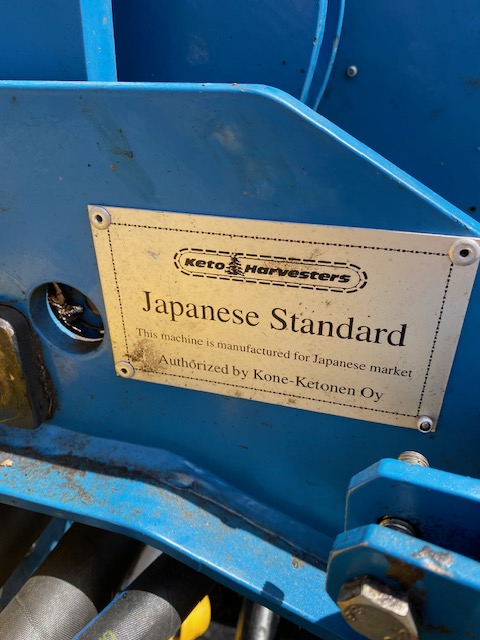 Keto Harvesters
Japanese Standard
This machine is manufactured for Japanese market
Authorized by Kone-Ketonen Oy